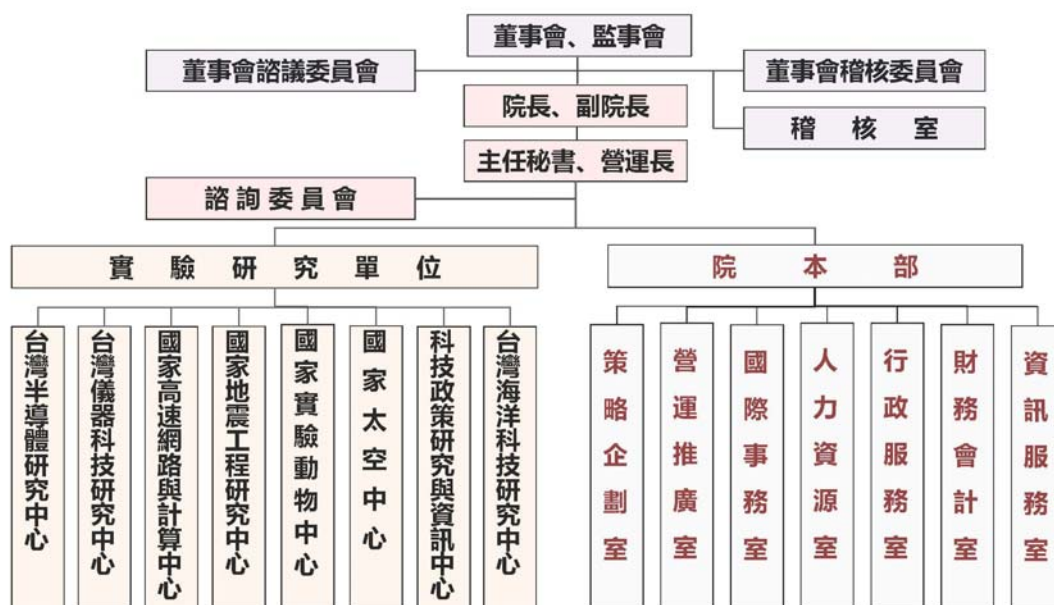 董事會、監事會
董事會諮議委員會
董事會稽核委員會
院長、副院長
稽核室
主任秘書、營運長
諮詢委員會
實驗研究單位
院本部
台灣半導體研究中心
台灣儀器科技研究中心
國家高速網路與計算中心
國家地震工程研究中心
國家實驗動物中心
國家太空中心
科技政策研究與資訊中心
台灣海洋科技研究中心
策略企劃室
營運推廣室
國際事務室
人力資源室
行政服務室
財務會計室
資訊服務室